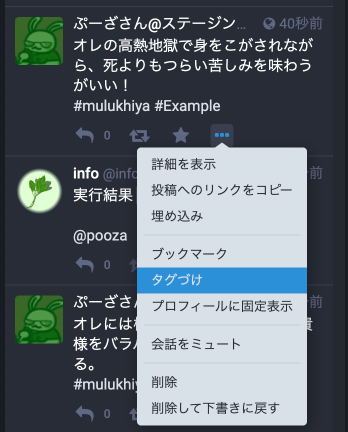 ぷーざさん@ステージン… 40秒前
オレの高熱地獄で身をこがされなが
ら、死よりもつらい苦しみを味わう
がいい！
#mulukhiya #Example
0
詳細を表示
info @info 前
投稿へのリンクをコピー
実行結果
埋め込み
@pooza
ブックマーク
0
タグづけ
ぷーざさん 前
プロフィールに固定表示
オレには 貴
様をバラバ
会話をミュート
る。
#mulukhiy
削除
0
削除して下書きに戻す